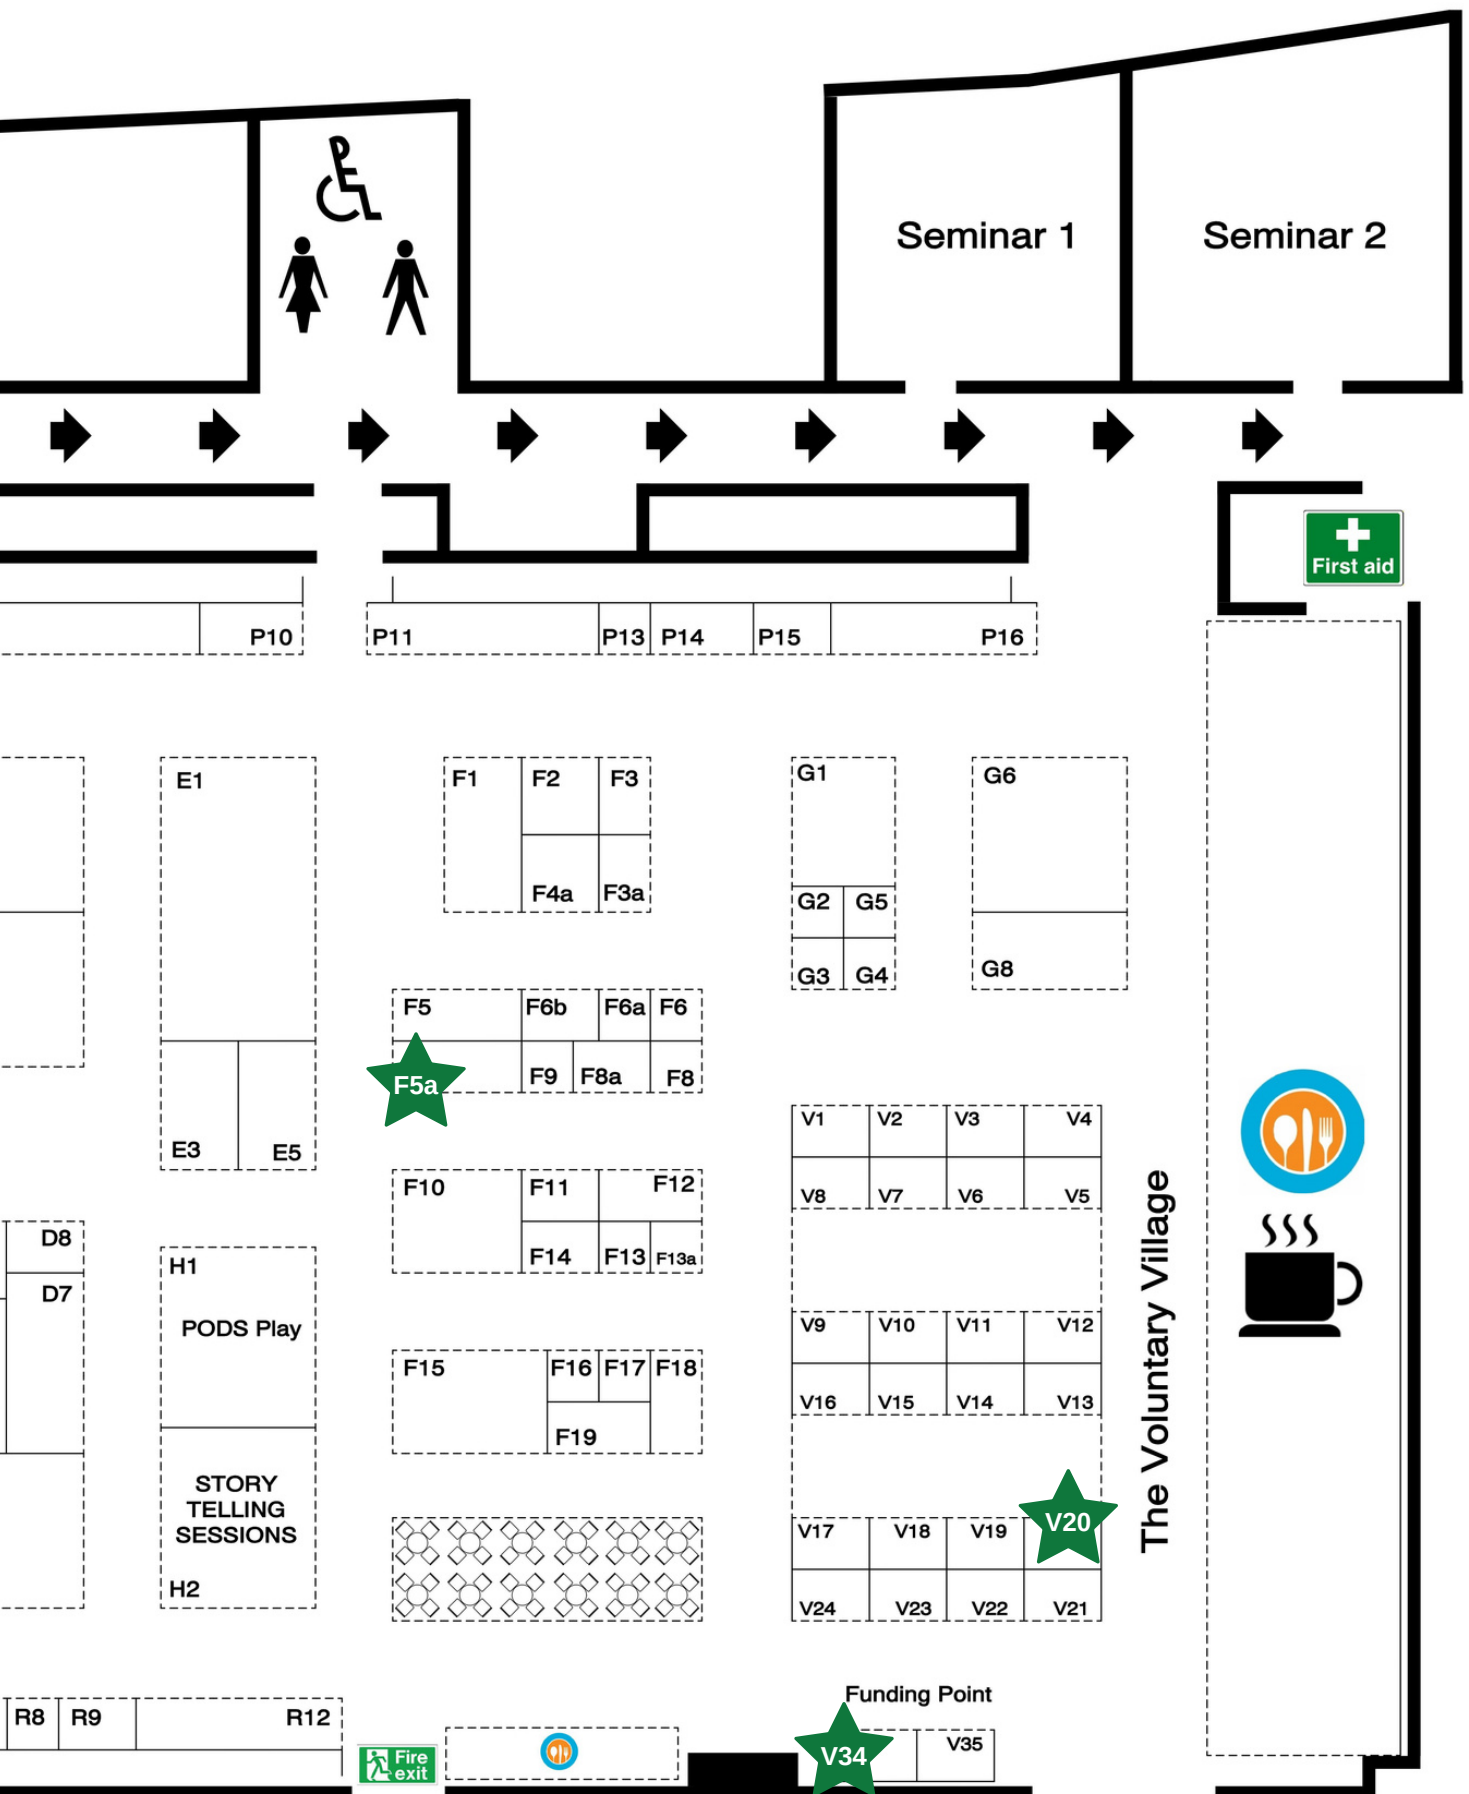 Seminar 1
Seminar 2
First aid
P10
P11
P13
P14
P15
P16
E1
F1
F2
F3
F4a
F3a
G1
G2
G5
G3
G4
G6
G8
F5
F6b
F6a
F6
F5a
F9
F8a
F8
E3
E5
V1
V2
V3
V4
V8
V7
V6
V5
F10
F11
F12
F14
F13
F13a
D8
D7
H1
PODS Play
V9
V10
V11
V12
V16
V15
V14
V13
The Voluntary Village
F15
F16
F17
F18
F19
STORY
TELLING
SESSIONS
H2
V17
V18
V19
V20
V24
V23
V22
V21
Funding Point
R8
R9
R12
Fire
exit
V34
V35